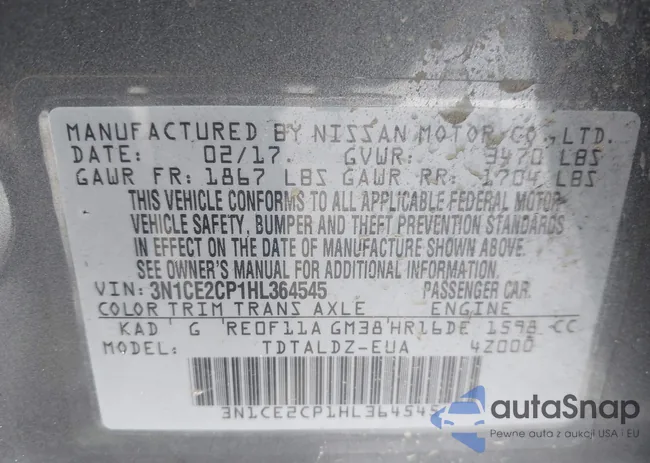 MANUFACTURED BY NISSAN MOTOR CO., LTD.
DATE: 02/17. GVWR: 3470 LBS
GAWR FR: 1867 LBS GAWR RR: 1704 LBS
THIS VEHICLE CONFORMS TO ALL APPLICABLE FEDERAL MOTOR
VEHICLE SAFETY, BUMPER AND THEFT PREVENTION STANDARDS
IN EFFECT ON THE DATE OF MANUFACTURE SHOWN ABOVE.
SEE OWNER'S MANUAL FOR ADDITIONAL INFORMATION.
VIN: 3N1CE2CP1HL364545 PASSENGER CAR
COLOR TRIM TRANS AXLE ENGINE
KAD G RE0F11A GM38 HR16DE 1598 CC
MODEL: TDTALDZ-EUA 4Z000
3N1CE2CP1HL364545
autoSnap
Pewne auta z aukcji USA i EU